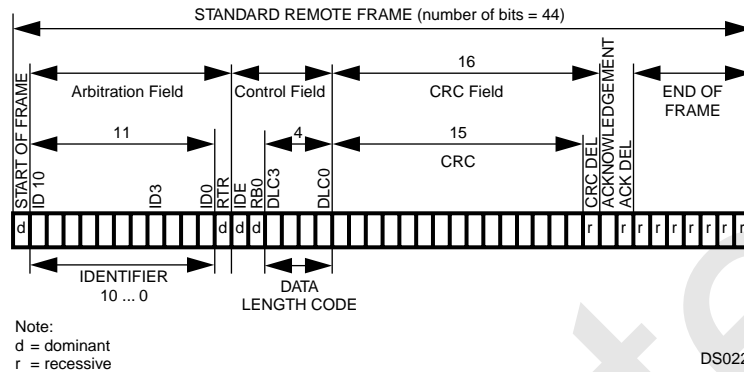 STANDARD REMOTE FRAME (number of bits = 44)
16
Arbitration Field
Control Field
CRC Field
END OF
FRAME
11
4
15
CRC
START OF FRAME
ID 10
ID3
ID0
RTR
IDE
RB0
DLC3
DLC0
CRC DEL
ACKNOWLEDGEMENT
ACK DEL
d d d d r r r r r r r r r
IDENTIFIER
10 ... 0
DATA
LENGTH CODE
Note:
d = dominant
r = recessive
DS022